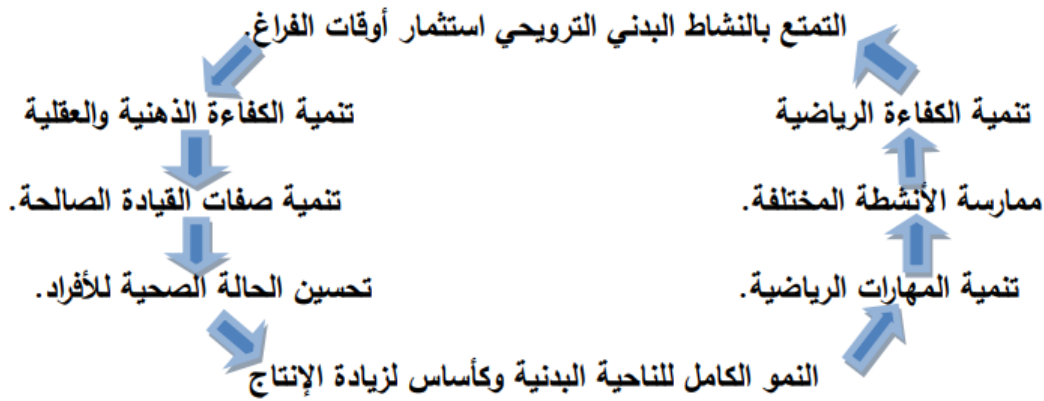 التمتع بالنشاط البدني الترويحي استثمار أوقات الفراغ.
تنمية الكفاءة الرياضية
تنمية الكفاءة الذهنية والعقلية
ممارسة الأنشطة المختلفة.
تنمية صفات القيادة الصالحة.
تنمية المهارات الرياضية.
تحسين الحالة الصحية للأفراد.
النمو الكامل للناحية البدنية وكأساس لزيادة الإنتاج